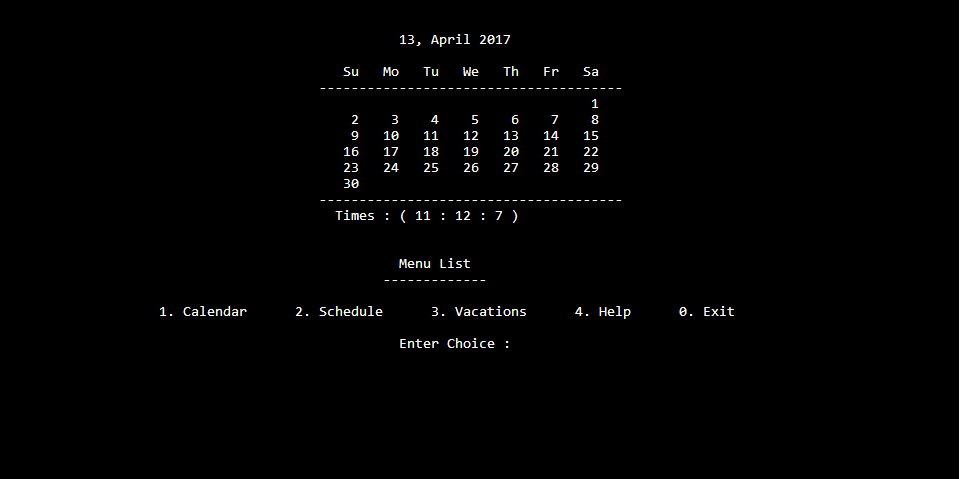 13, April 2017
Su Mo Tu We Th Fr Sa
--------------------------------------
1
2 3 4 5 6 7 8
9 10 11 12 13 14 15
16 17 18 19 20 21 22
23 24 25 26 27 28 29
30
--------------------------------------
Times : ( 11 : 12 : 7 )
Menu List
-------------
1. Calendar 2. Schedule 3. Vacations 4. Help 0. Exit
Enter Choice :